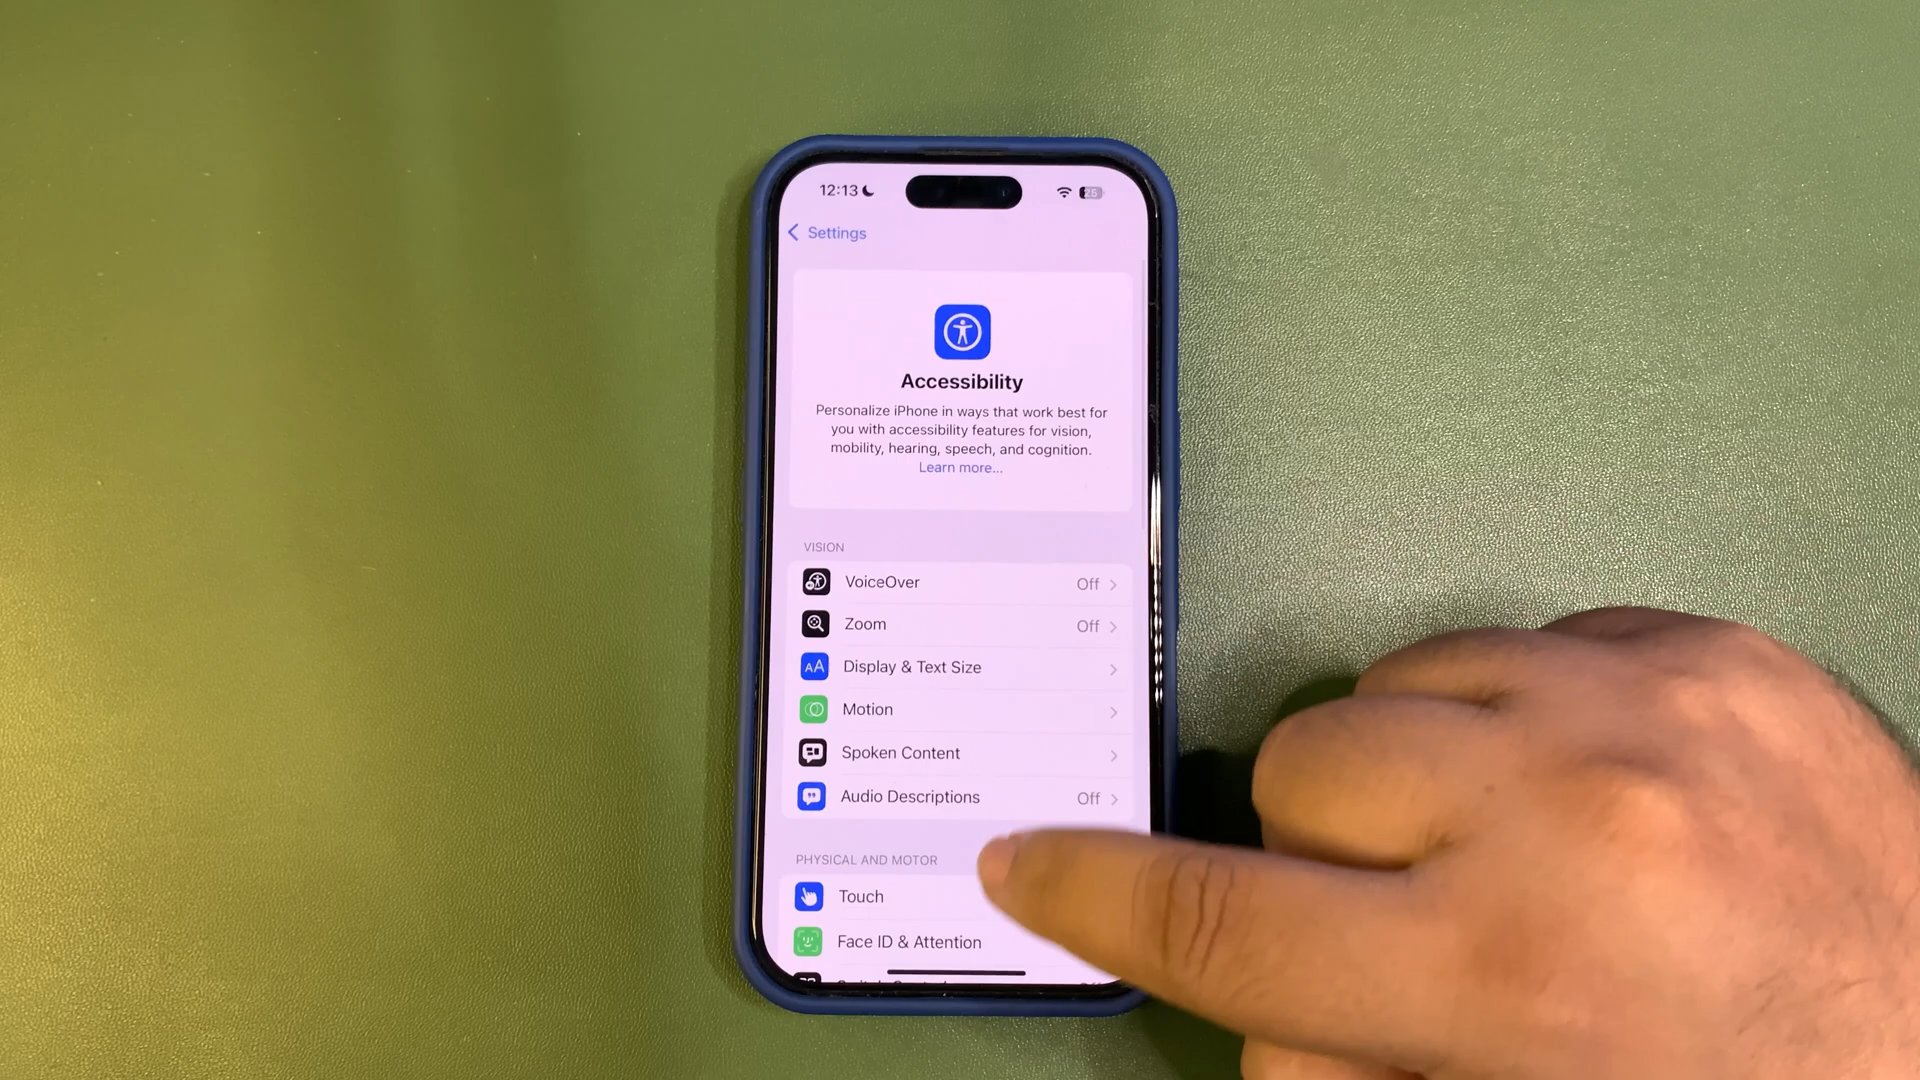 12:13
25
Settings
Accessibility
Personalize iPhone in ways that work best for
you with accessibility features for vision,
mobility, hearing, speech, and cognition.
Learn more...
VISION
VoiceOver Off
Zoom Off
AA Display & Text Size
Motion
Spoken Content
Audio Descriptions Off
PHYSICAL AND MOTOR
Touch
Face ID & Attention